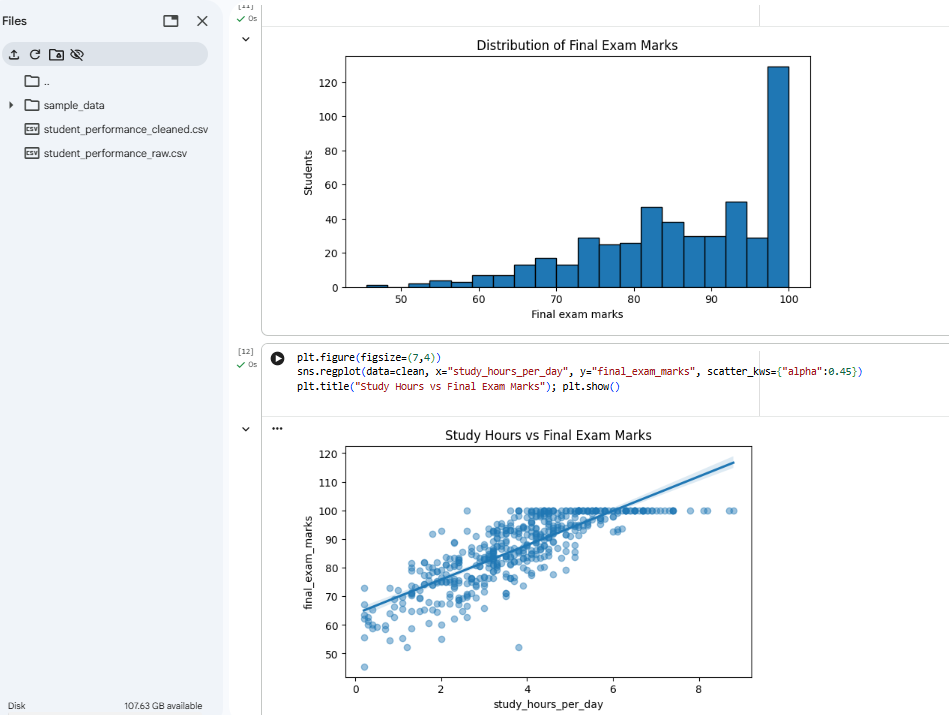 Files
..
sample_data
student_performance_cleaned.csv
student_performance_raw.csv
Disk
107.63 GB available
[11]
0s
Distribution of Final Exam Marks
120
100
80
60
40
20
0
Students
50 60 70 80 90 100
Final exam marks
[12]
0s
plt.figure(figsize=(7,4))
sns.regplot(data=clean, x="study_hours_per_day", y="final_exam_marks", scatter_kws={"alpha":0.45})
plt.title("Study Hours vs Final Exam Marks"); plt.show()
Study Hours vs Final Exam Marks
120
110
100
90
80
70
60
50
final_exam_marks
0 2 4 6 8
study_hours_per_day